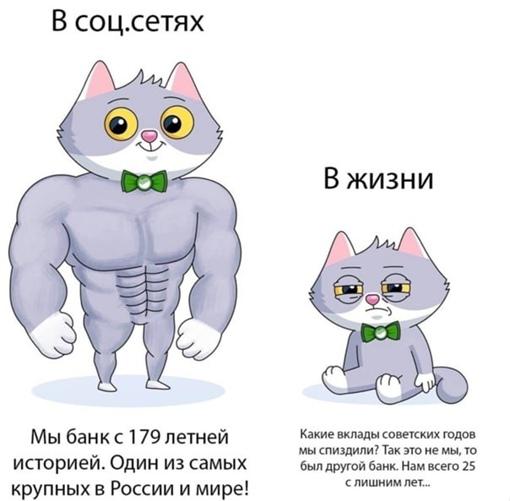 В соц.сетях
В жизни
Мы банк с 179 летней
историей. Один из самых
крупных в России и мире!
Какие вклады советских годов
мы спиздили? Так это не мы, то
был другой банк. Нам всего 25
с лишним лет...